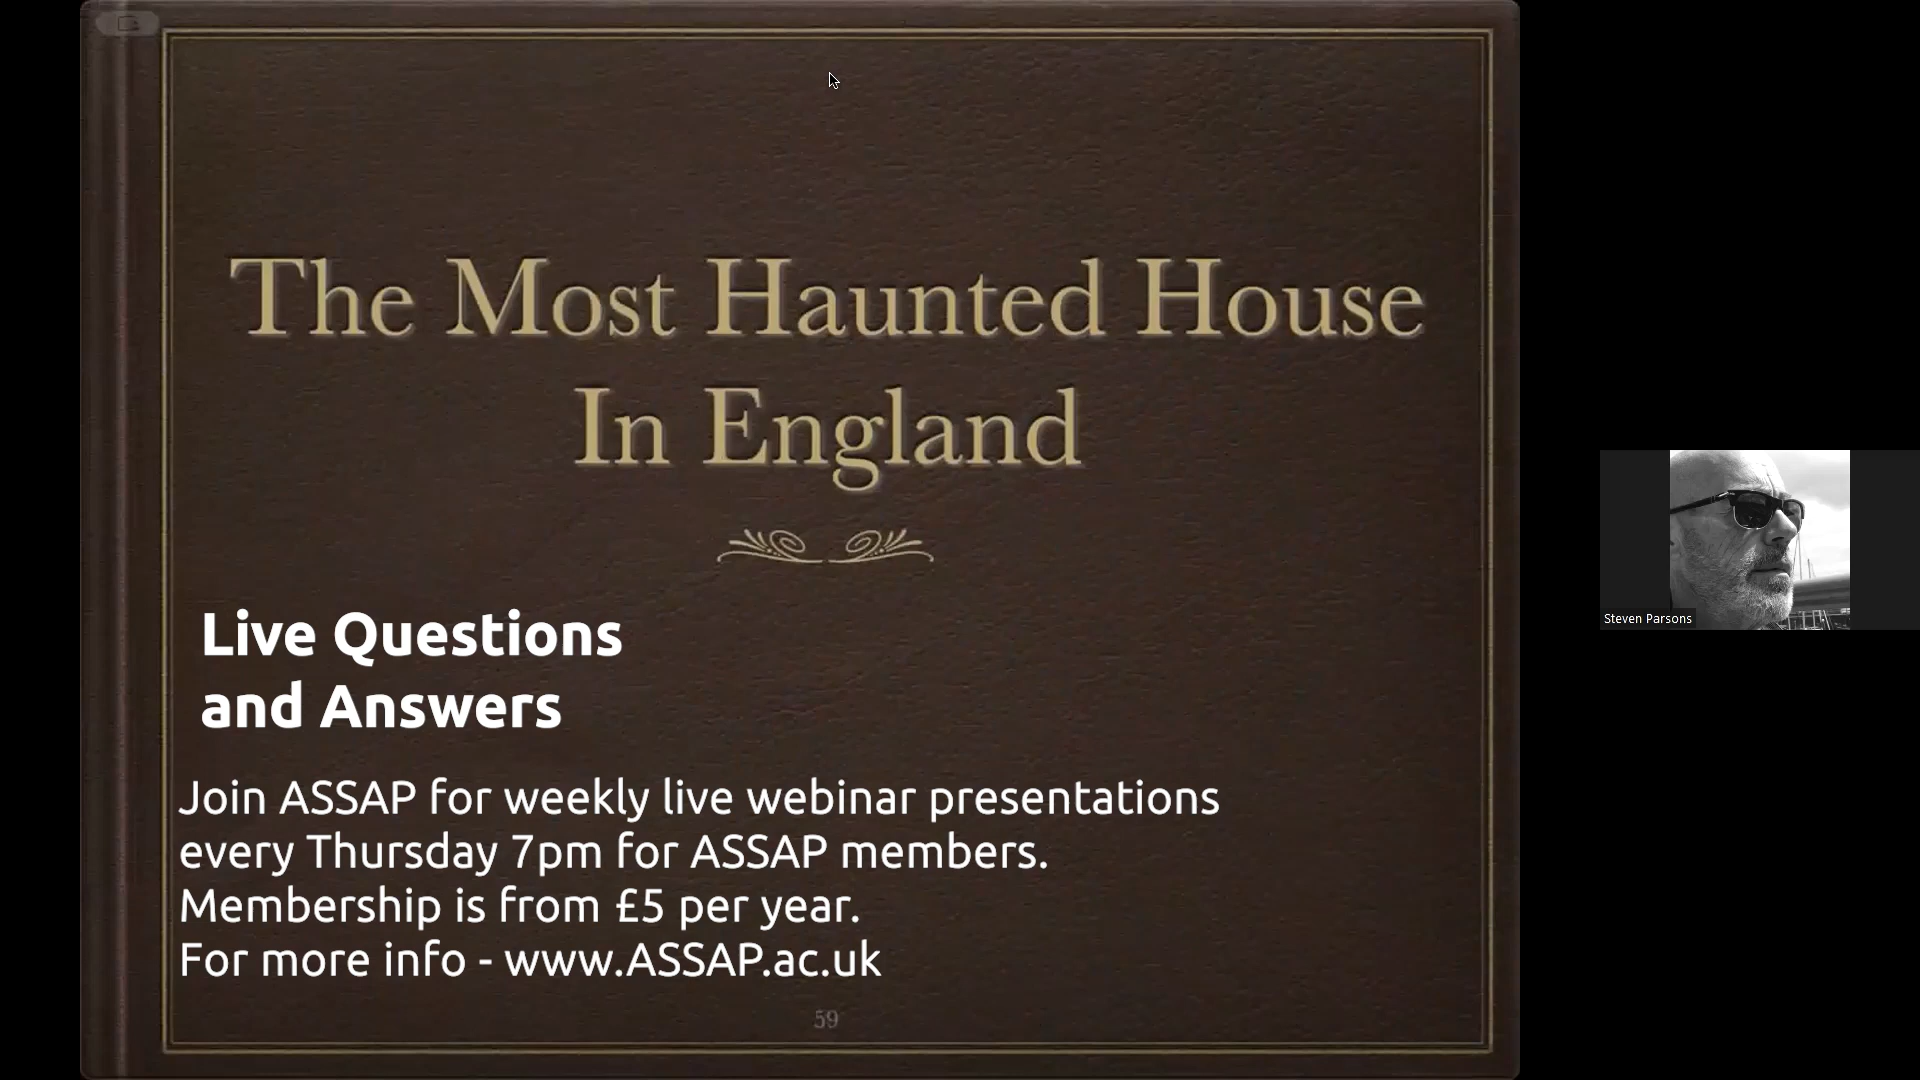 The Most Haunted House
In England
Live Questions
and Answers
Join ASSAP for weekly live webinar presentations
every Thursday 7pm for ASSAP members.
Membership is from £5 per year.
For more info - www.ASSAP.ac.uk
59
Steven Parsons